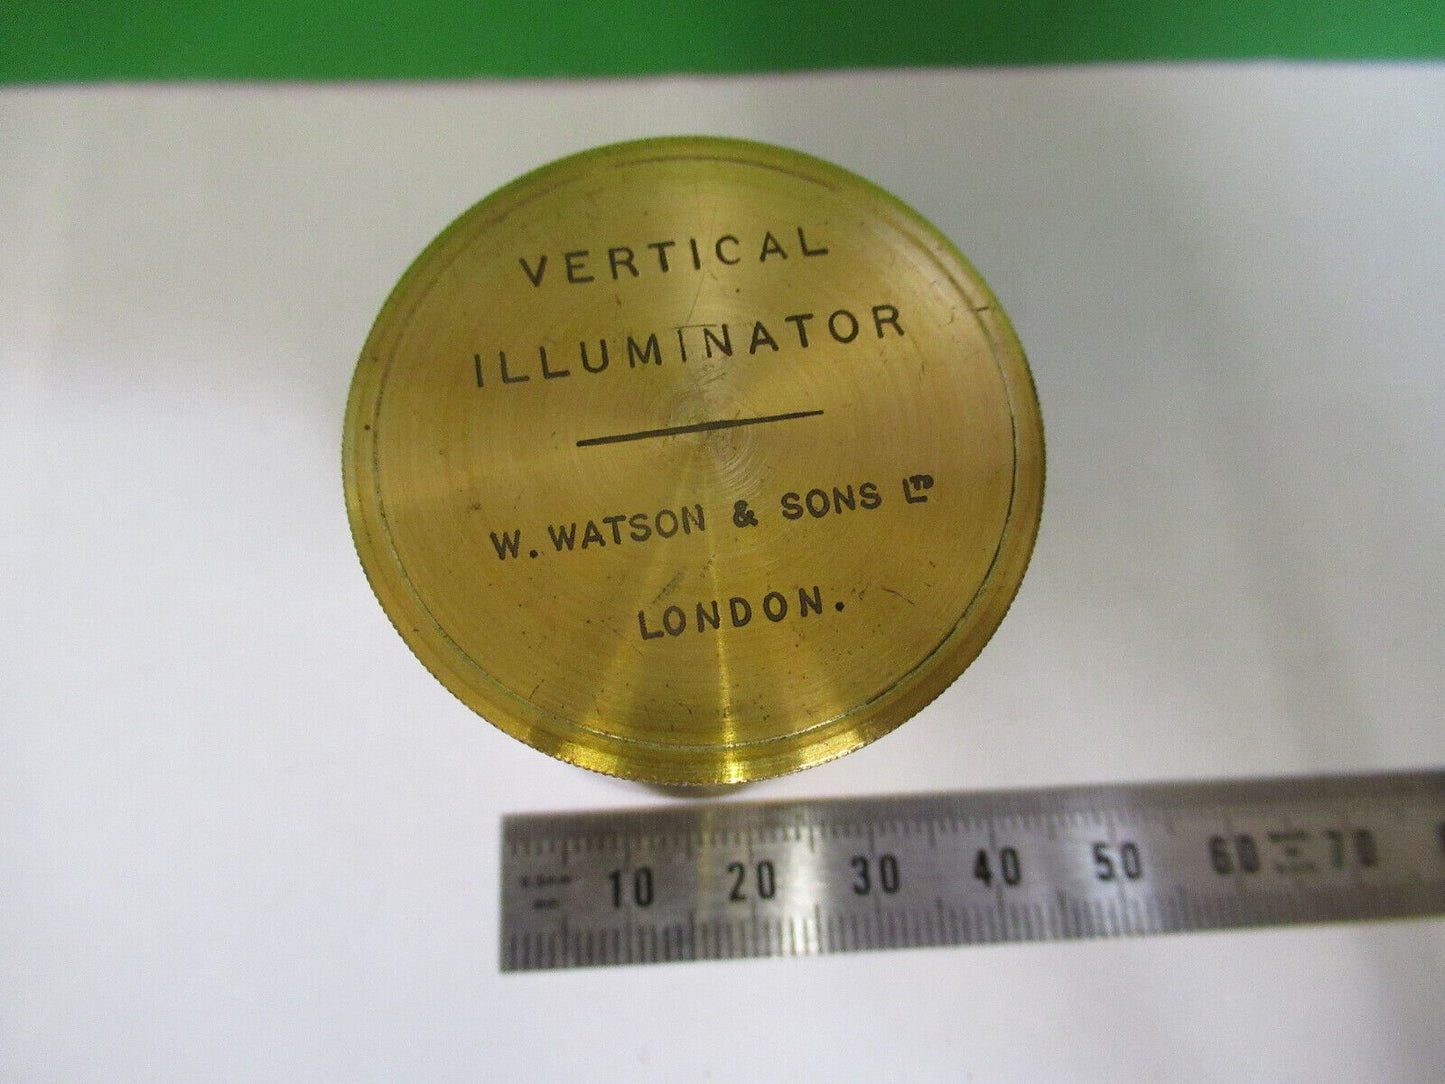 VERTICAL
ILLUMINATOR
W. WATSON & SONS LTD
LONDON.
10 20 30 40 50 60 70